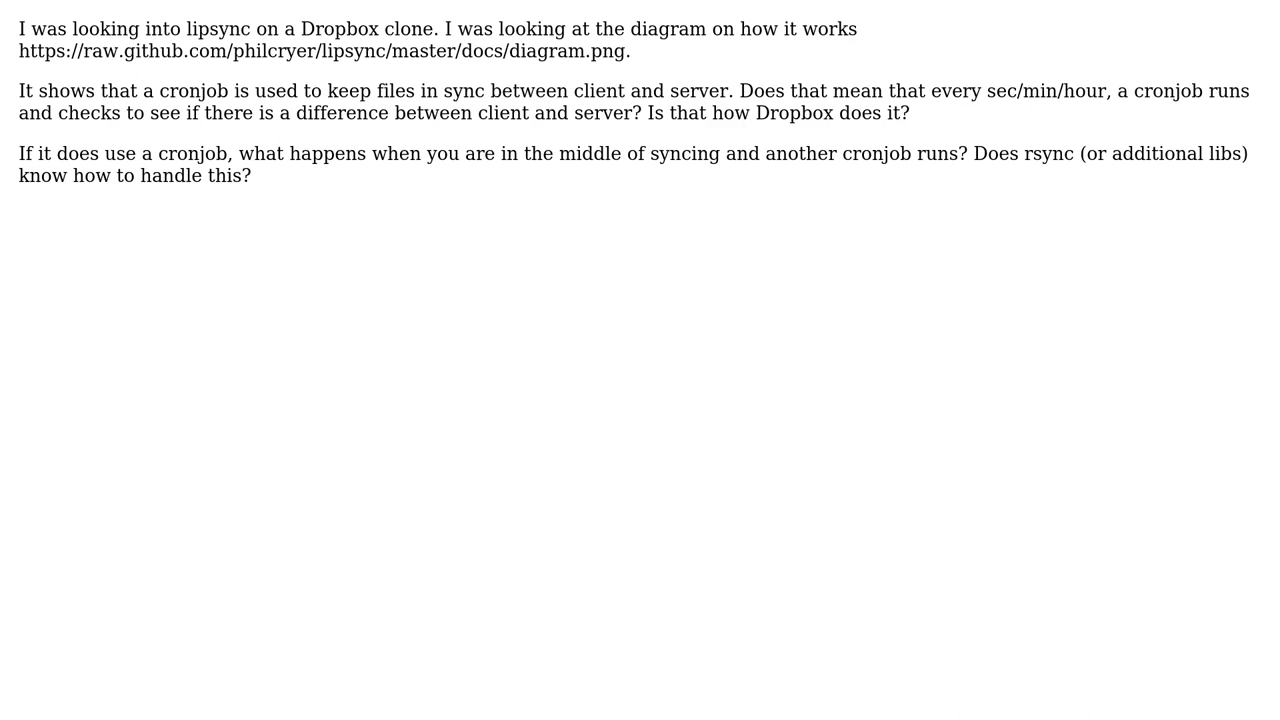 I was looking into lipsync on a Dropbox clone. I was looking at the diagram on how it works
https://raw.github.com/philcryer/lipsync/master/docs/diagram.png.
It shows that a cronjob is used to keep files in sync between client and server. Does that mean that every sec/min/hour, a cronjob runs
and checks to see if there is a difference between client and server? Is that how Dropbox does it?
If it does use a cronjob, what happens when you are in the middle of syncing and another cronjob runs? Does rsync (or additional libs)
know how to handle this?